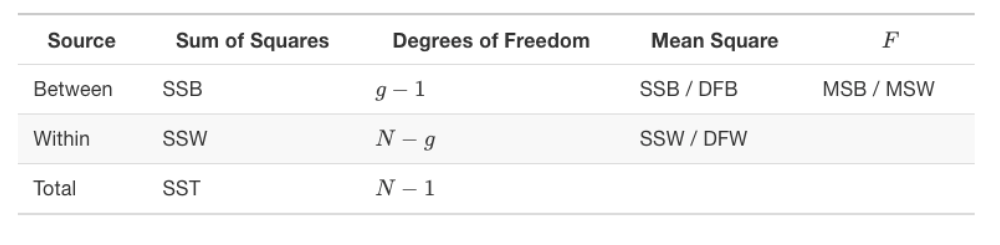 Source Sum of Squares Degrees of Freedom Mean Square F
Between SSB g − 1 SSB / DFB MSB / MSW
Within SSW N − g SSW / DFW
Total SST N − 1